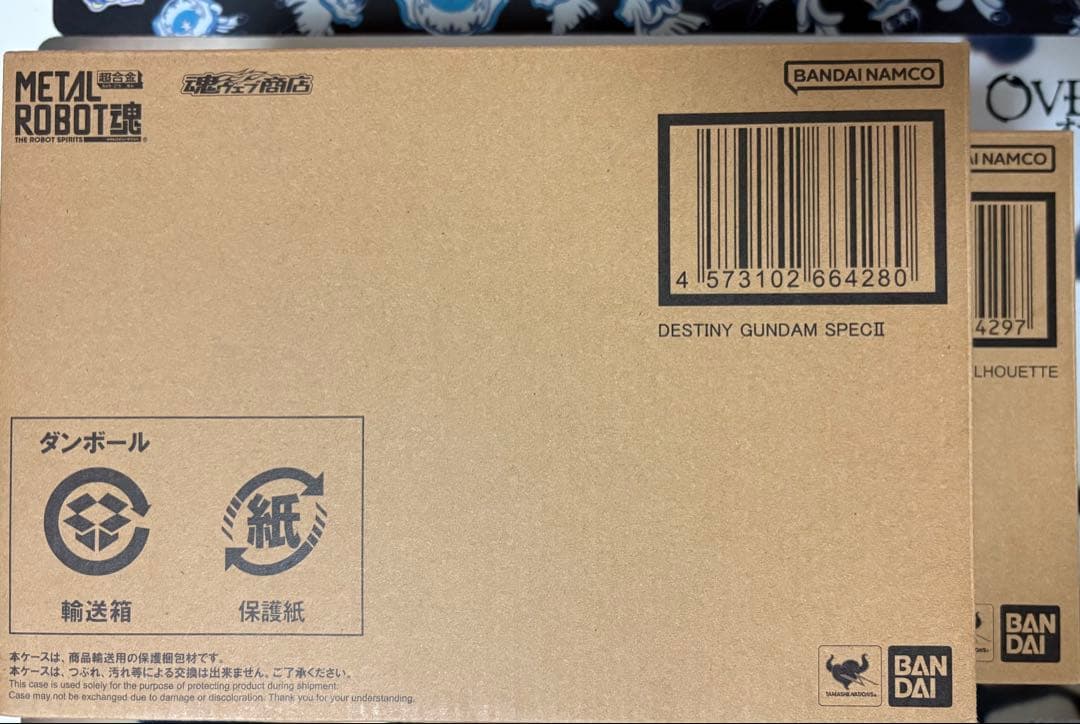 METAL 超合金
ROBOT魂
THE ROBOT SPIRITS
魂ウェブ商店
BANDAI NAMCO
4 573102 664280
DESTINY GUNDAM SPECⅡ
ダンボール
紙
輸送箱
保護紙
本ケースは、商品輸送用の保護梱包材です。
本ケースは、つぶれ、汚れ等による交換は出来ません。ご了承ください。
This case is used solely for the purpose of protecting product during shipment.
Case may not be exchanged due to damage or discoloration. Thank you for your understanding.
TAMASHII NATIONS
BAN
DAI
OVE
AI NAMCO
4297
LHOUETTE
BAN
DAI